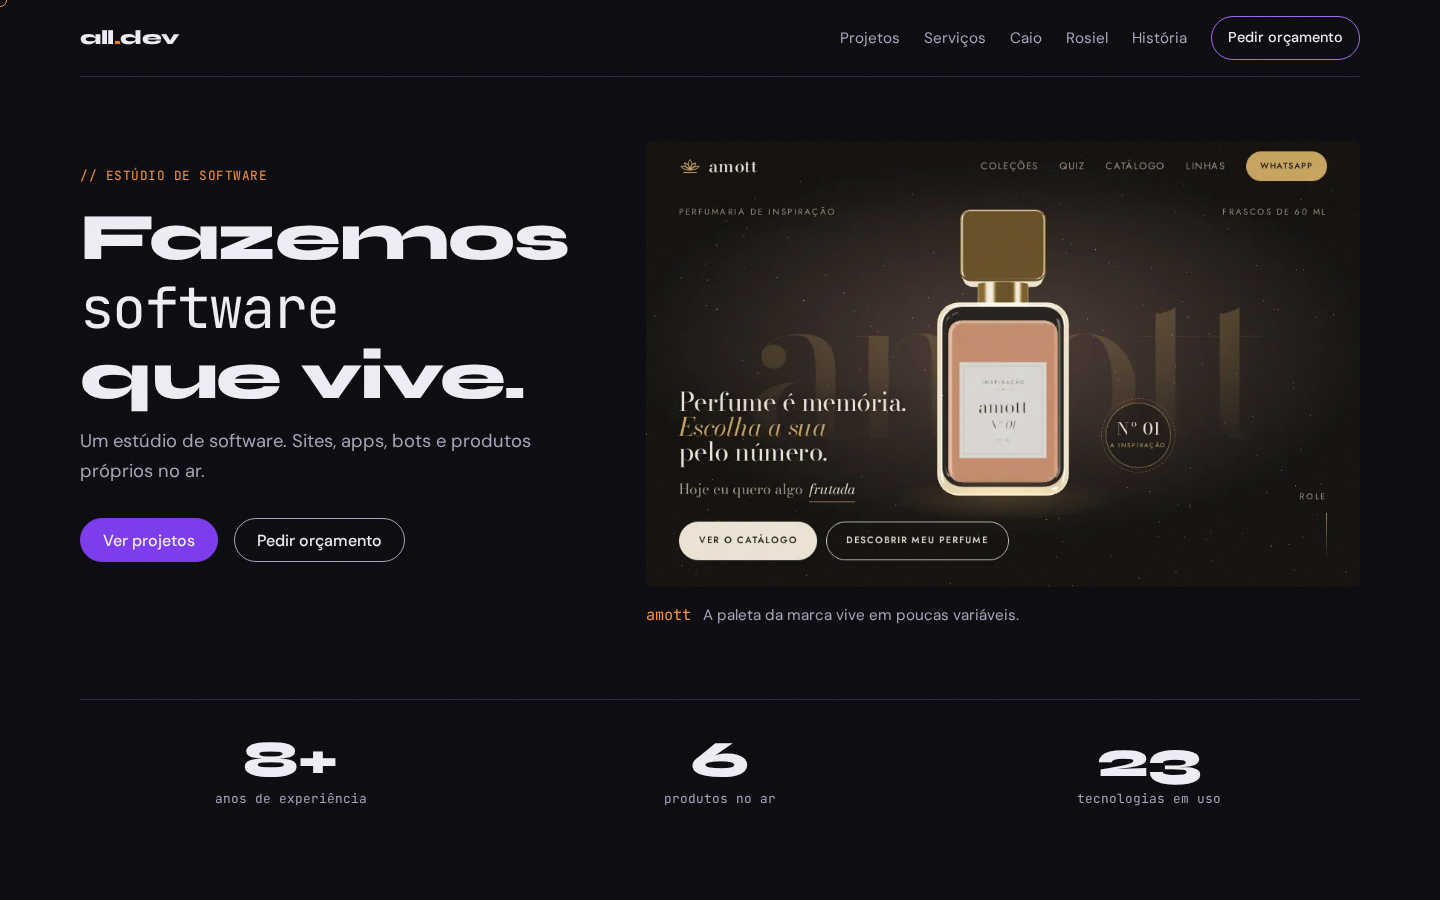 all.dev
Projetos
Serviços
Caio
Rosiel
História
Pedir orçamento
// ESTÚDIO DE SOFTWARE
Fazemos
software
que vive.
Um estúdio de software. Sites, apps, bots e produtos
próprios no ar.
Ver projetos
Pedir orçamento
amott
COLEÇÕES
QUIZ
CATÁLOGO
LINHAS
WHATSAPP
PERFUMARIA DE INSPIRAÇÃO
FRASCOS DE 60 ML
amott
INSPIRAÇÃO
amott
Nº 01
Perfume é memória.
Escolha a sua
pelo número.
Hoje eu quero algo frutada
Nº 01
A INSPIRAÇÃO
ROLE
VER O CATÁLOGO
DESCOBRIR MEU PERFUME
amott A paleta da marca vive em poucas variáveis.
8+
anos de experiência
6
produtos no ar
23
tecnologias em uso